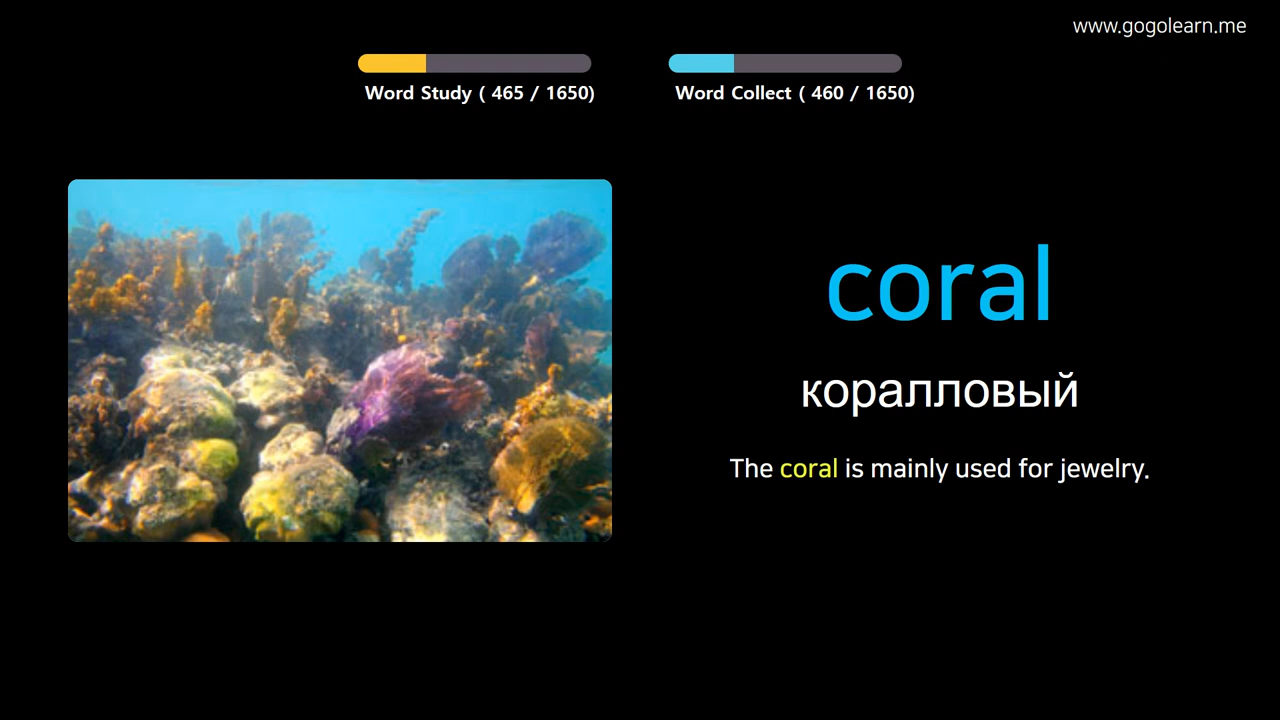 www.gogolearn.me
Word Study ( 465 / 1650)
Word Collect ( 460 / 1650)
coral
коралловый
The coral is mainly used for jewelry.